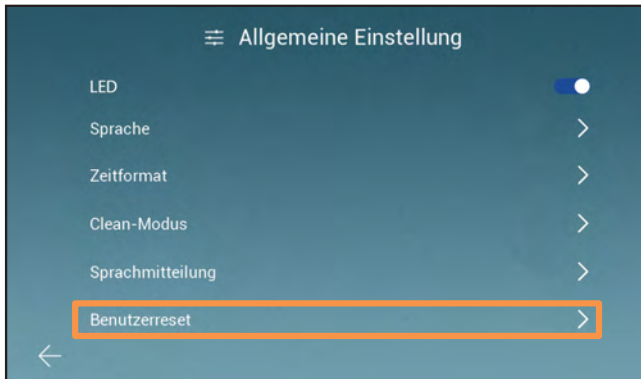 Allgemeine Einstellung
LED
Sprache
Zeitformat
Clean-Modus
Sprachmitteilung
Benutzerreset